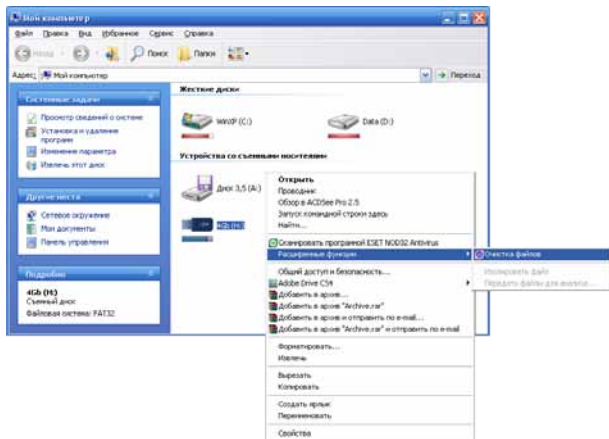 Мой компьютер
Файл Правка Вид Избранное Сервис Справка
Назад Поиск Папки
Адрес: Мой компьютер Переход
Системные задачи
Просмотр сведений о системе
Установка и удаление программ
Изменение параметра
Извлечь этот диск
Другие места
Сетевое окружение
Мои документы
Панель управления
Подробно
4Gb (H:)
Съемный диск
Файловая система: FAT32
Жесткие диски
WinXP (C:)
Data (D:)
Устройства со съемными носителями
Диск 3,5 (A:)
4Gb (H:)
Открыть
Проводник
Обзор в ACDSee Pro 2.5
Запуск командной строки здесь
Найти...
Сканировать программой ESET NOD32 Antivirus
Расширенные функции
Общий доступ и безопасность...
Adobe Drive CS4
Добавить в архив...
Добавить в архив "Archive.rar"
Добавить в архив и отправить по e-mail...
Добавить в архив "Archive.rar" и отправить по e-mail
Форматировать...
Извлечь
Вырезать
Копировать
Создать ярлык
Переименовать
Свойства
Очистка файлов
Изолировать файл
Передать файлы для анализа...